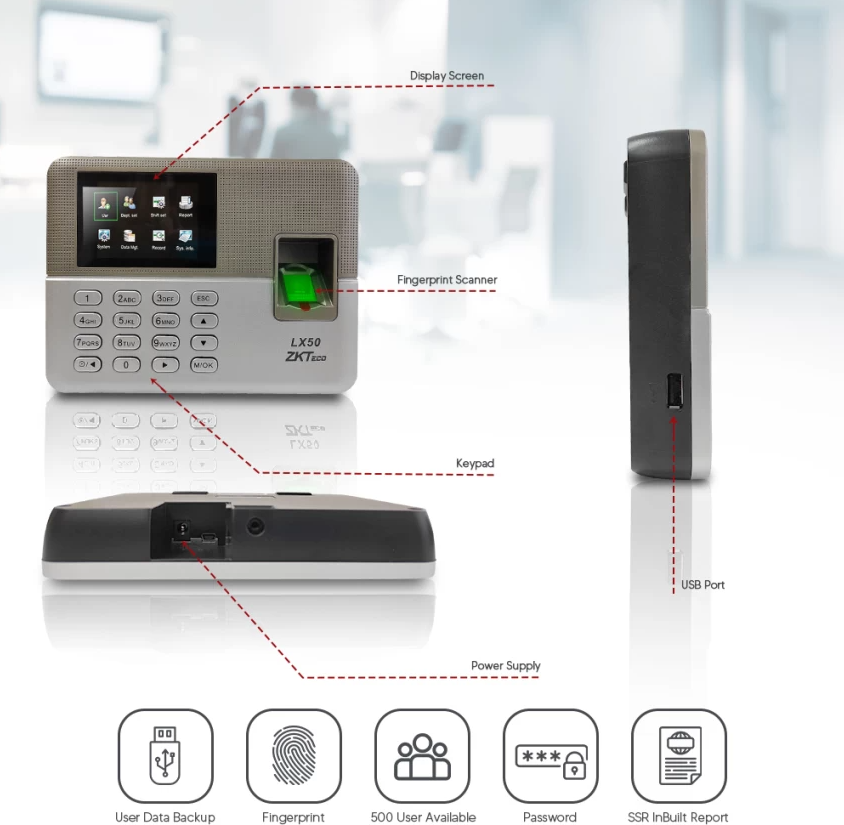 Display Screen
User
Dept. set
Shift set
Report
System
Data Mgt
Record
Sys. info.
Fingerprint Scanner
1 2ABC 3DEF ESC
4GHI 5JKL 6MNO ▲
7PQRS 8TUV 9WXYZ ▼
/◀ 0 ▶ M/OK
LX50
ZKTECO
Keypad
USB Port
Power Supply
User Data Backup
Fingerprint
500 User Available
Password
SSR InBuilt Report